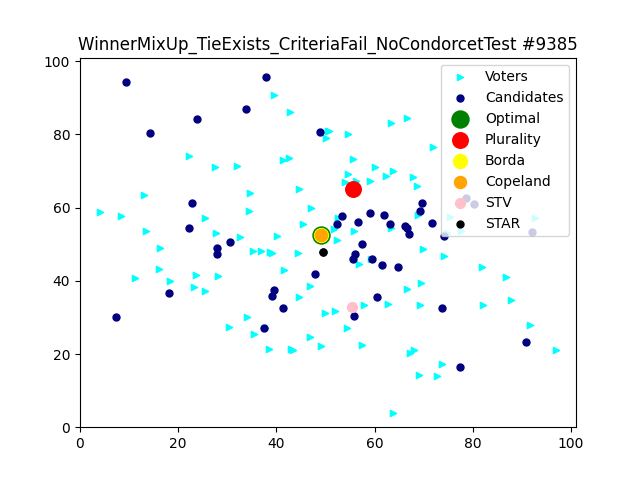 WinnerMixUp_TieExists_CriteriaFail_NoCondorcetTest #9385
100
80
60
40
20
0
0 20 40 60 80 100
Voters
Candidates
Optimal
Plurality
Borda
Copeland
STV
STAR